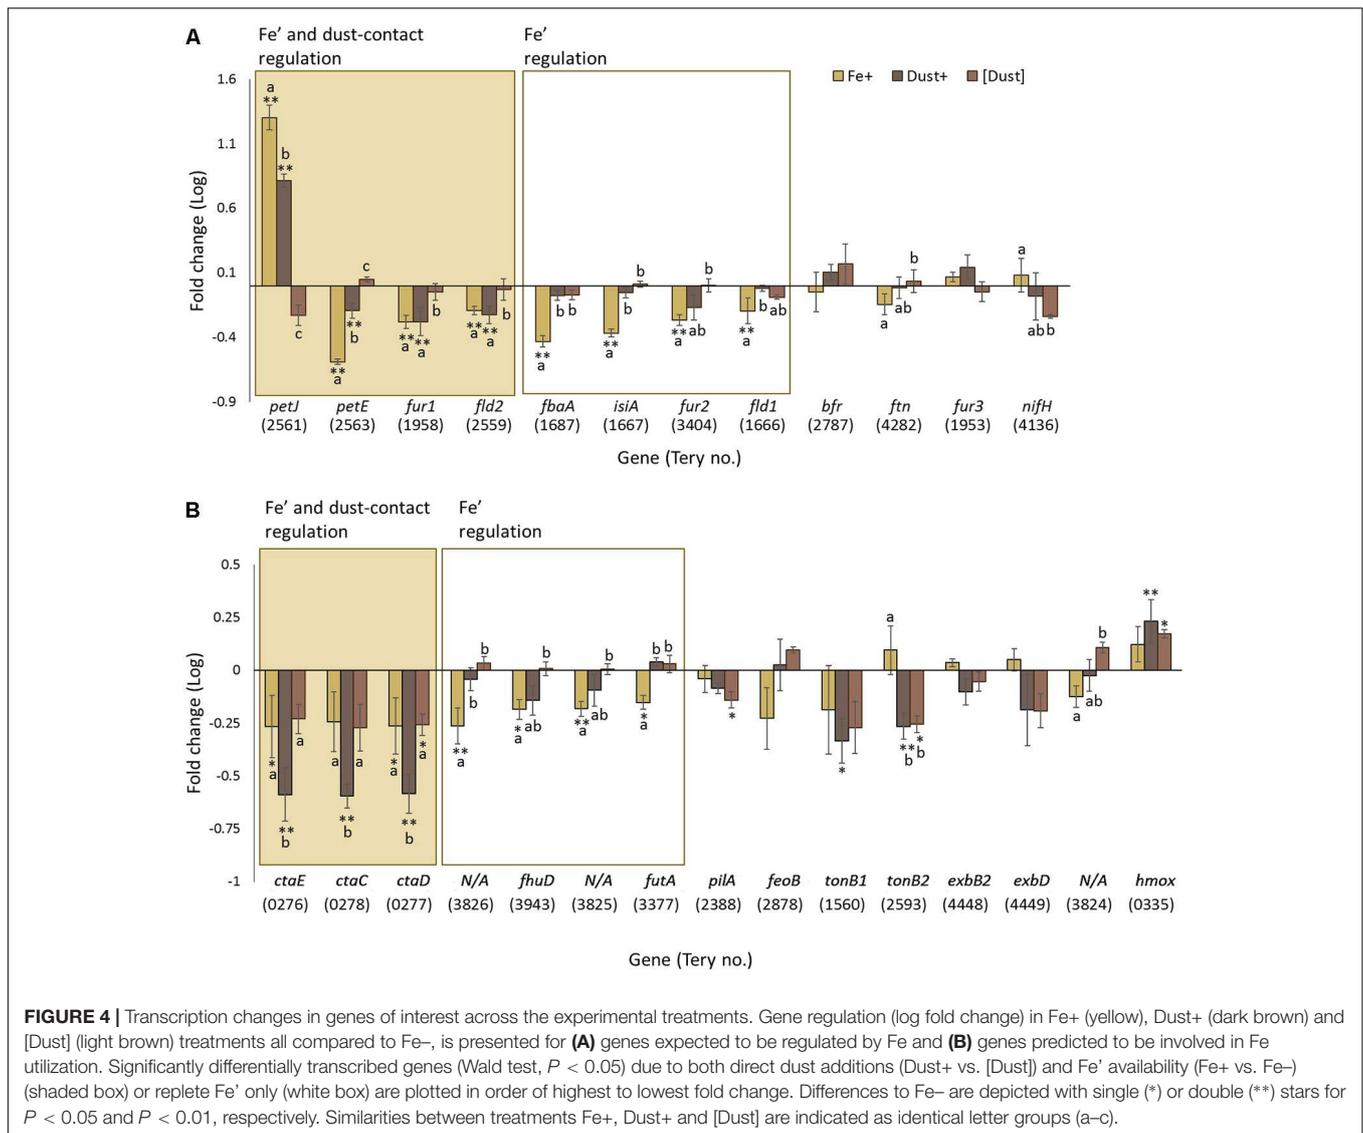 A
Fe’ and dust-contact
regulation
Fe’
regulation
Fe+ Dust+ [Dust]
1.6
1.1
0.6
0.1
-0.4
-0.9
Fold change (Log)
a
**
b
**
c
**
a
**
b
c
**
a
**
a
b
**
a
**
a
b
**
a
b
b
**
a
b
b
**
a
ab
b
**
a
b
ab
a
ab
b
a
ab
b
petJ petE fur1 fld2 fbaA isiA fur2 fld1 bfr ftn fur3 nifH
(2561) (2563) (1958) (2559) (1687) (1667) (3404) (1666) (2787) (4282) (1953) (4136)
Gene (Tery no.)
B
Fe’ and dust-contact
regulation
Fe’
regulation
0.5
0.25
0
-0.25
-0.5
-0.75
-1
Fold change (Log)
*
a
**
b
a
a
**
b
a
*
a
**
b
*
a
**
a
b
b
*
a
ab
b
**
a
ab
b
*
a
b
b
*
*
a
**
b
*
b
a
ab
b
**
*
ctaE ctaC ctaD N/A fhuD N/A futA pilA feoB tonB1 tonB2 exbB2 exbD N/A hmox
(0276) (0278) (0277) (3826) (3943) (3825) (3377) (2388) (2878) (1560) (2593) (4448) (4449) (3824) (0335)
Gene (Tery no.)
FIGURE 4 | Transcription changes in genes of interest across the experimental treatments. Gene regulation (log fold change) in Fe+ (yellow), Dust+ (dark brown) and
[Dust] (light brown) treatments all compared to Fe–, is presented for (A) genes expected to be regulated by Fe and (B) genes predicted to be involved in Fe
utilization. Significantly differentially transcribed genes (Wald test, P < 0.05) due to both direct dust additions (Dust+ vs. [Dust]) and Fe’ availability (Fe+ vs. Fe–)
(shaded box) or replete Fe’ only (white box) are plotted in order of highest to lowest fold change. Differences to Fe– are depicted with single (*) or double (**) stars for
P < 0.05 and P < 0.01, respectively. Similarities between treatments Fe+, Dust+ and [Dust] are indicated as identical letter groups (a–c).